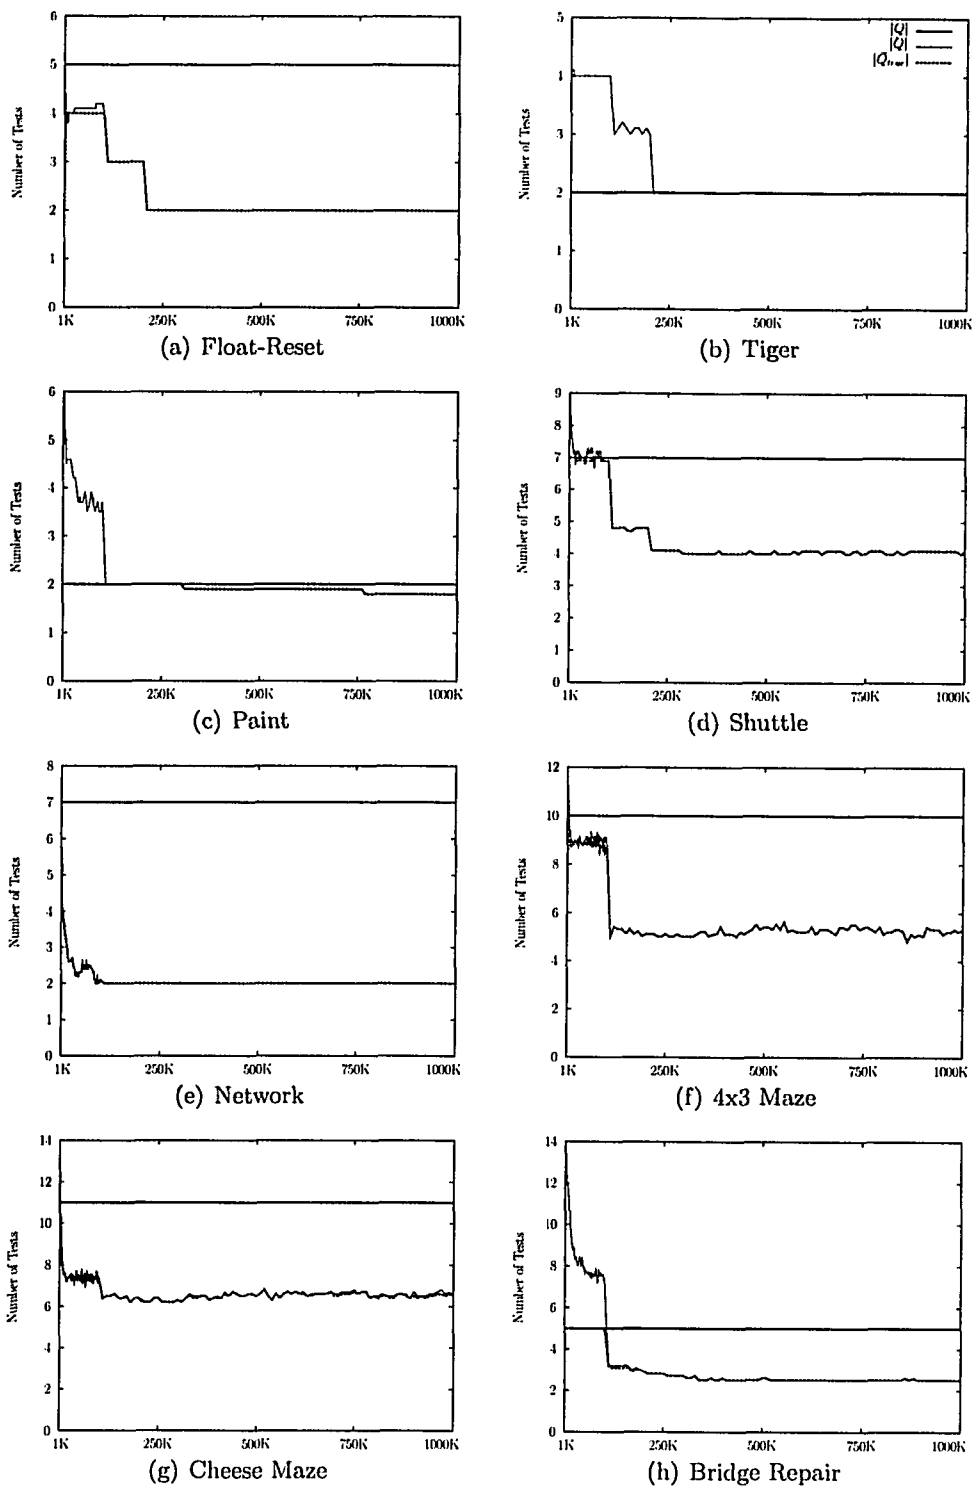 6
5
4
3
2
1
0
Number of Tests
1K 250K 500K 750K 1000K
(a) Float-Reset
5
4
3
2
1
0
Number of Tests
|Q|
1K 250K 500K 750K 1000K
(b) Tiger
6
5
4
3
2
1
0
Number of Tests
1K 250K 500K 750K 1000K
(c) Paint
9
8
7
6
5
4
3
2
1
0
Number of Tests
1K 250K 500K 750K 1000K
(d) Shuttle
8
7
6
5
4
3
2
1
0
Number of Tests
1K 250K 500K 750K 1000K
(e) Network
12
10
8
6
4
2
0
Number of Tests
1K 250K 500K 750K 1000K
(f) 4x3 Maze
14
12
10
8
6
4
2
0
Number of Tests
1K 250K 500K 750K 1000K
(g) Cheese Maze
14
12
10
8
6
4
2
0
Number of Tests
1K 250K 500K 750K 1000K
(h) Bridge Repair